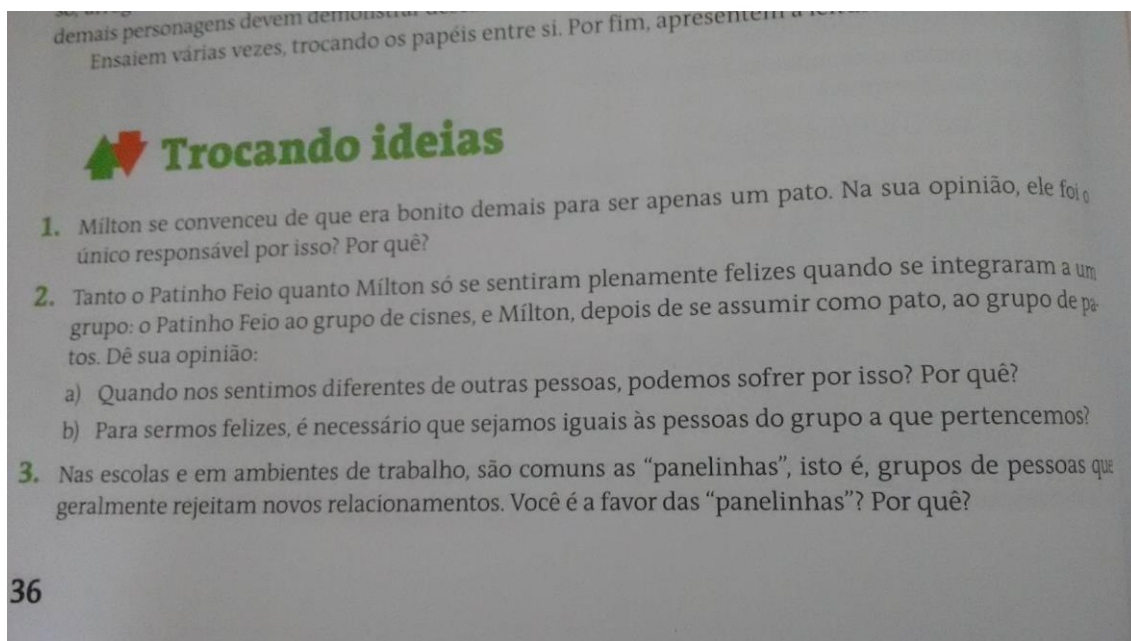 demais personagens devem
Ensaiem várias vezes, trocando os papéis entre si. Por fim, apresentem a
Trocando ideias
1. Mílton se convenceu de que era bonito demais para ser apenas um pato. Na sua opinião, ele foi o
único responsável por isso? Por quê?
2. Tanto o Patinho Feio quanto Mílton só se sentiram plenamente felizes quando se integraram a um
grupo: o Patinho Feio ao grupo de cisnes, e Mílton, depois de se assumir como pato, ao grupo de pa-
tos. Dê sua opinião:
a) Quando nos sentimos diferentes de outras pessoas, podemos sofrer por isso? Por quê?
b) Para sermos felizes, é necessário que sejamos iguais às pessoas do grupo a que pertencemos?
3. Nas escolas e em ambientes de trabalho, são comuns as “panelinhas”, isto é, grupos de pessoas que
geralmente rejeitam novos relacionamentos. Você é a favor das “panelinhas”? Por quê?
36